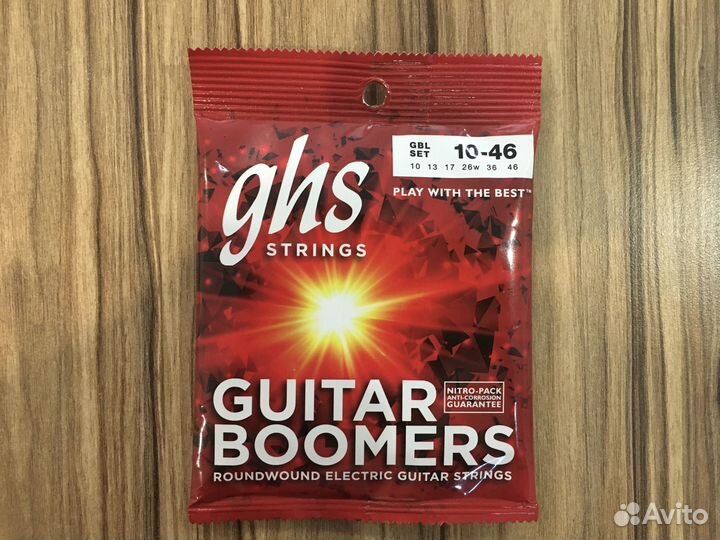 GBL SET 10-46
10 13 17 26w 36 46
PLAY WITH THE BEST™
ghs
STRINGS
NITRO-PACK
ANTI-CORROSION
GUARANTEE
GUITAR
BOOMERS
ROUNDWOUND ELECTRIC GUITAR STRINGS
Avito